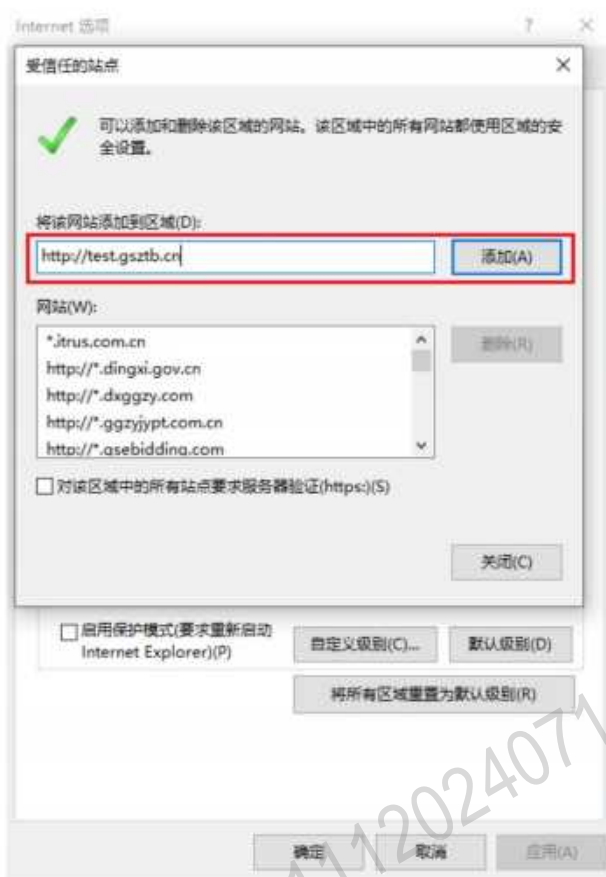 Internet 选项
? ×
受信任的站点
×
可以添加和删除该区域的网站。该区域中的所有网站都使用区域的安
全设置。
将该网站添加到区域(D):
http://test.gsztb.cn
添加(A)
网站(W):
*.itrus.com.cn
http://*.dingxi.gov.cn
http://*.dxggzy.com
http://*.ggzyjypt.com.cn
http://*.gsebidding.com
删除(R)
对该区域中的所有站点要求服务器验证(https:)(S)
关闭(C)
启用保护模式(要求重新启动
Internet Explorer)(P)
自定义级别(C)...
默认级别(D)
将所有区域重置为默认级别(R)
确定
取消
应用(A)